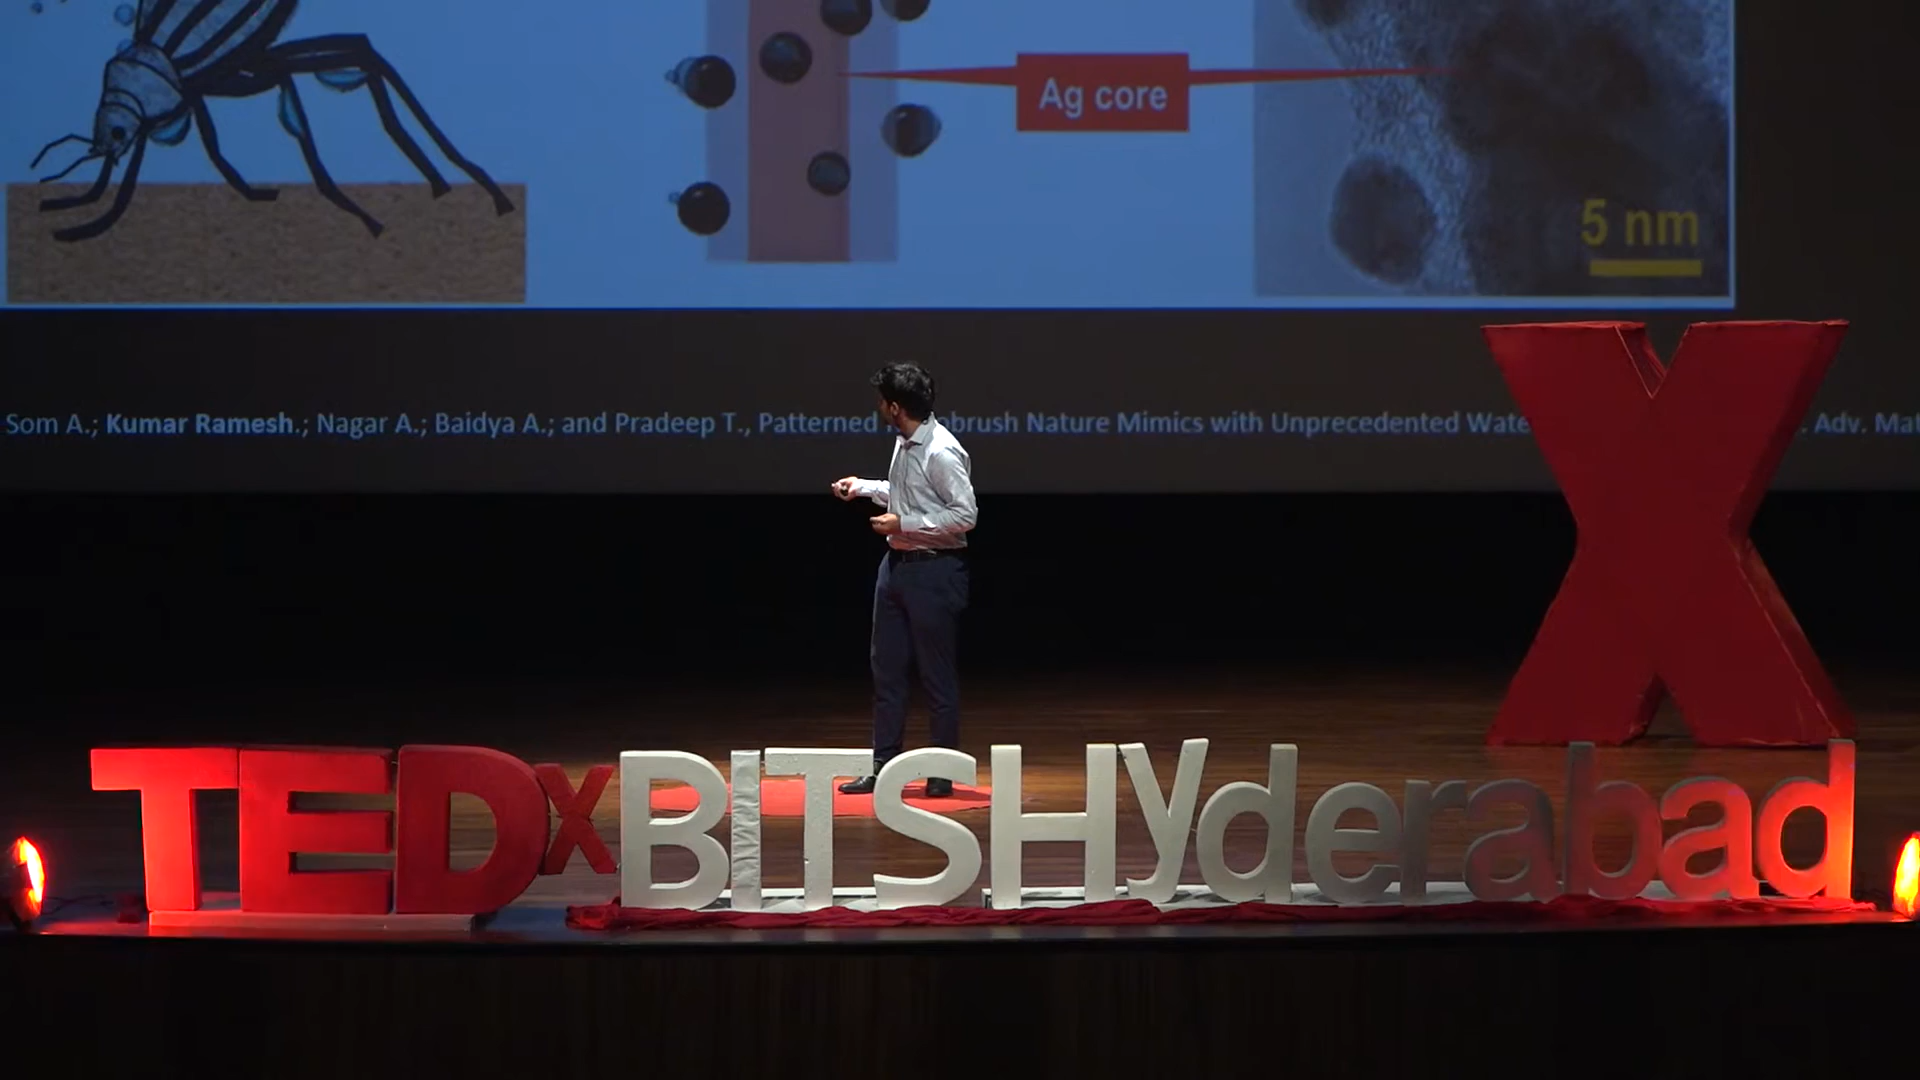 Ag core
5 nm
Som A.; Kumar Ramesh.; Nagar A.; Baidya A.; and Pradeep T., Patterned brush Nature Mimics with Unprecedented Adv. Mat
X
TEDxBITSHyderabad